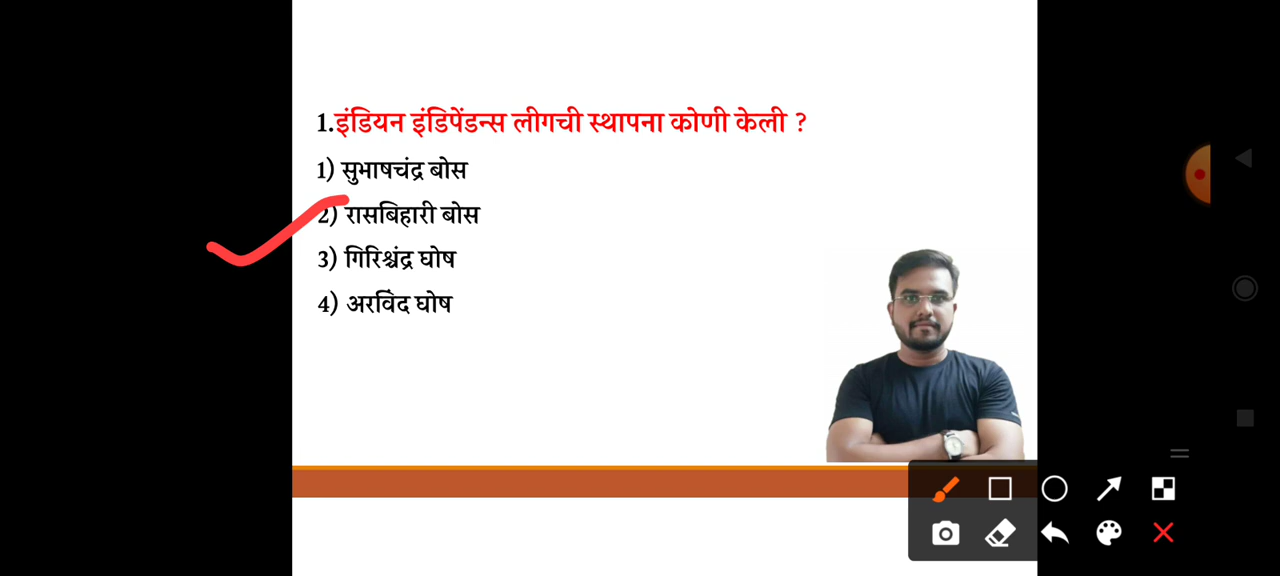 1.इंडियन इंडिपेंडन्स लीगची स्थापना कोणी केली ?
1) सुभाषचंद्र बोस
2) रासबिहारी बोस
3) गिरिश्चंद्र घोष
4) अरविंद घोष